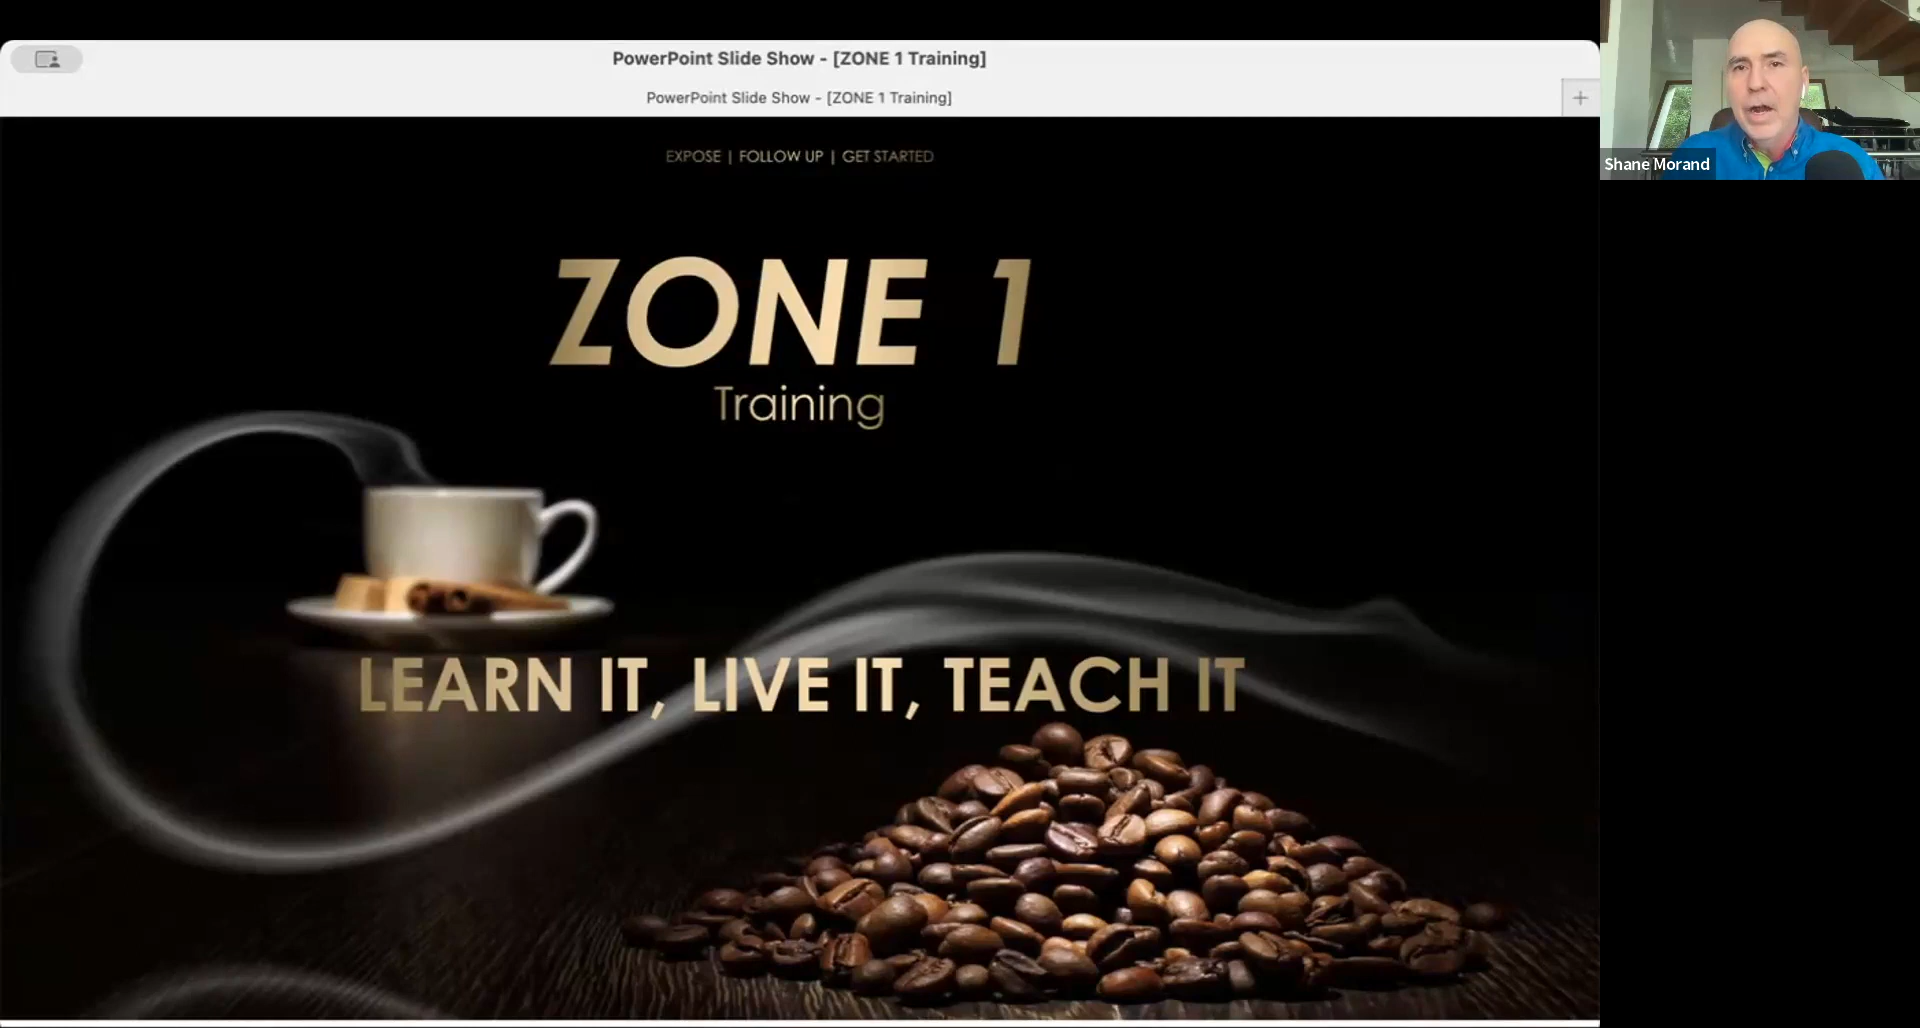 PowerPoint Slide Show - [ZONE 1 Training]
PowerPoint Slide Show - [ZONE 1 Training]
EXPOSE | FOLLOW UP | GET STARTED
Shane Morand
ZONE 1
Training
LEARN IT, LIVE IT, TEACH IT